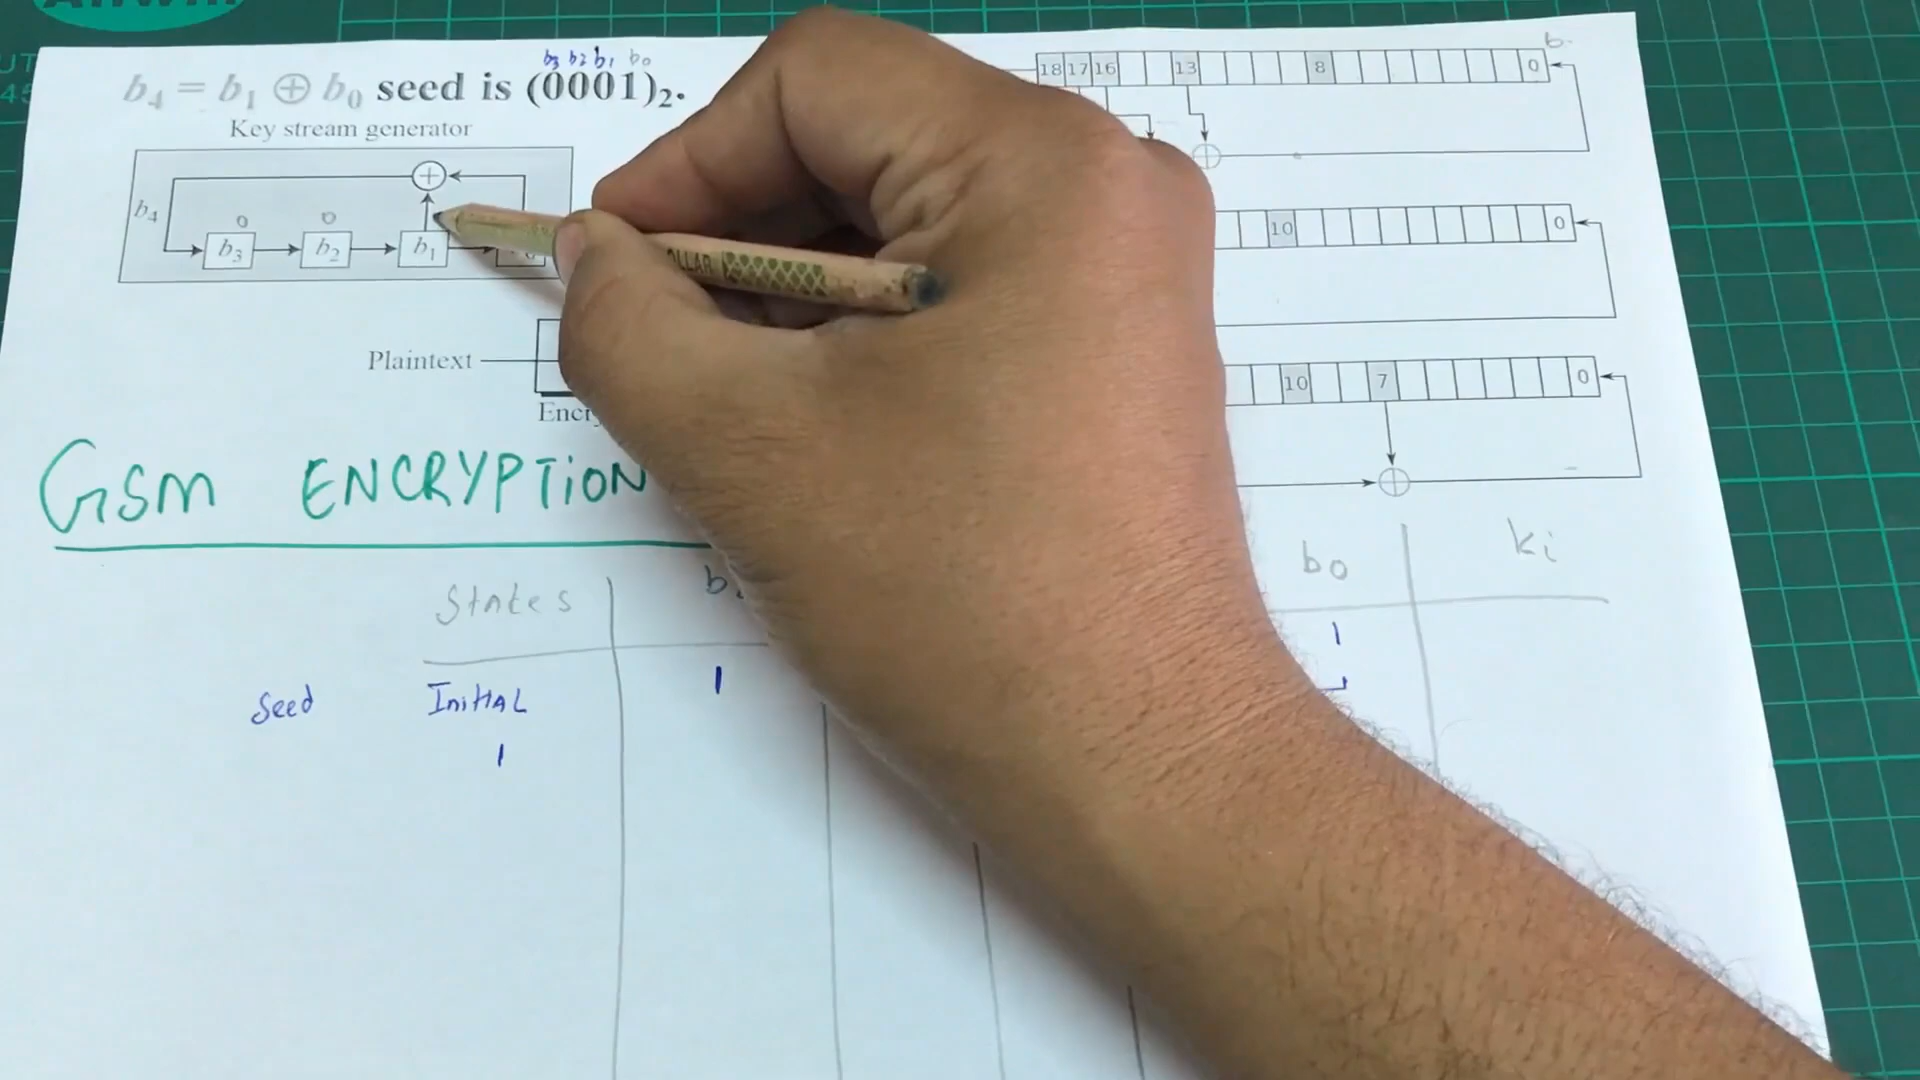 b3 b2 b1 b0
b4 = b1 ⊕ b0 seed is (0001)2.
Key stream generator
b4
0 0
b3 b2 b1
Plaintext
18 17 16 13 8 0
10 0
10 7 0
GSM ENCRYPTION
States b0 ki
1
Seed INITIAL 1
1